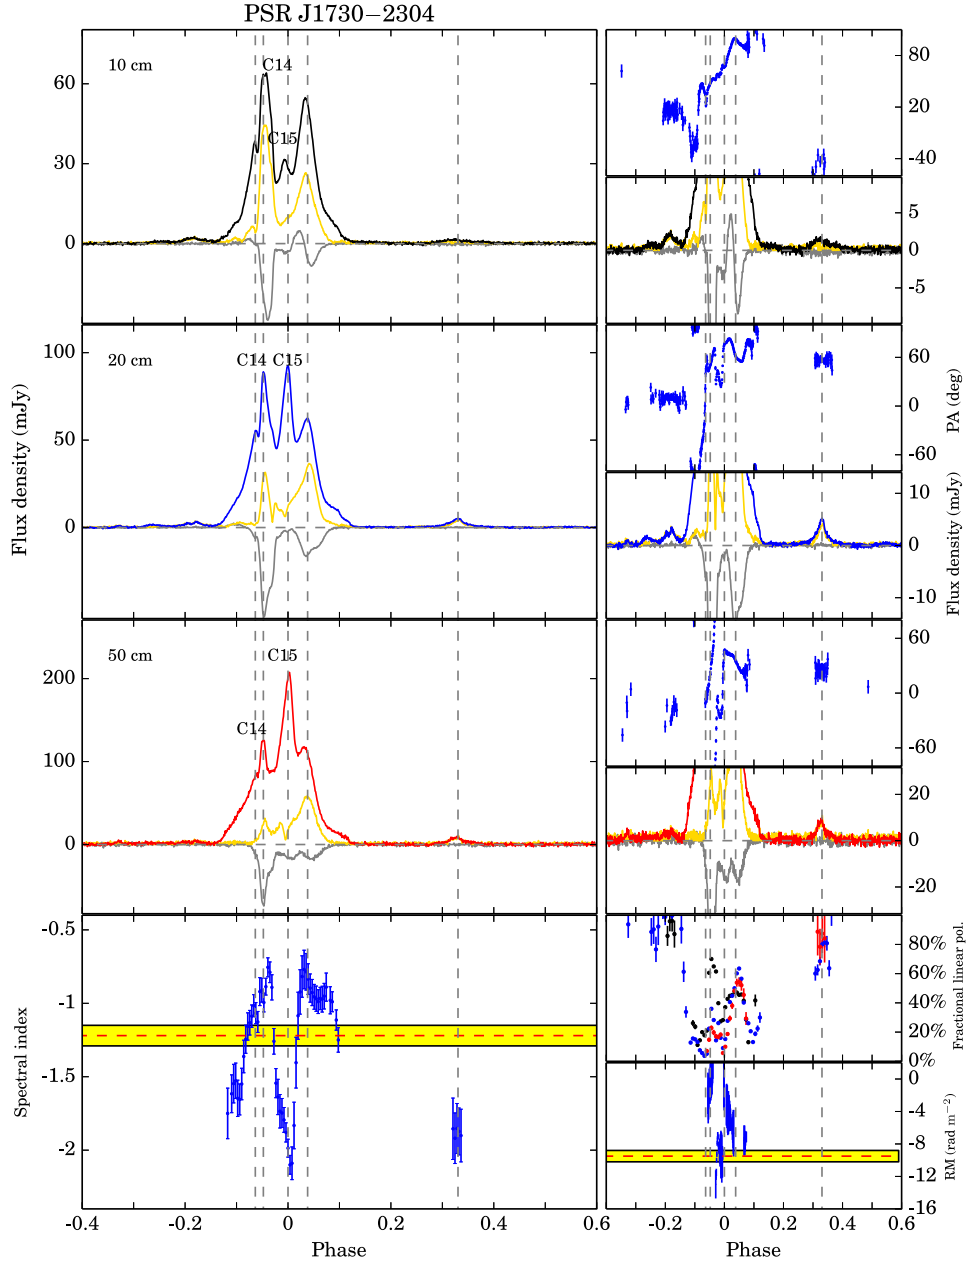 PSR J1730−2304
10 cm
C14
C15
60
30
0
80
20
-40
5
0
-5
20 cm
C14
C15
100
50
0
Flux density (mJy)
60
0
-60
PA (deg)
10
0
-10
Flux density (mJy)
50 cm
C15
C14
200
100
0
60
0
-60
20
0
-20
-0.5
-1
-1.5
-2
Spectral index
80%
60%
40%
20%
0%
Fractional linear pol.
0
-4
-8
-12
-16
RM (rad m−2)
-0.4
-0.2
0
0.2
0.4
0.6
Phase
-0.2
0
0.2
0.4
0.6
Phase